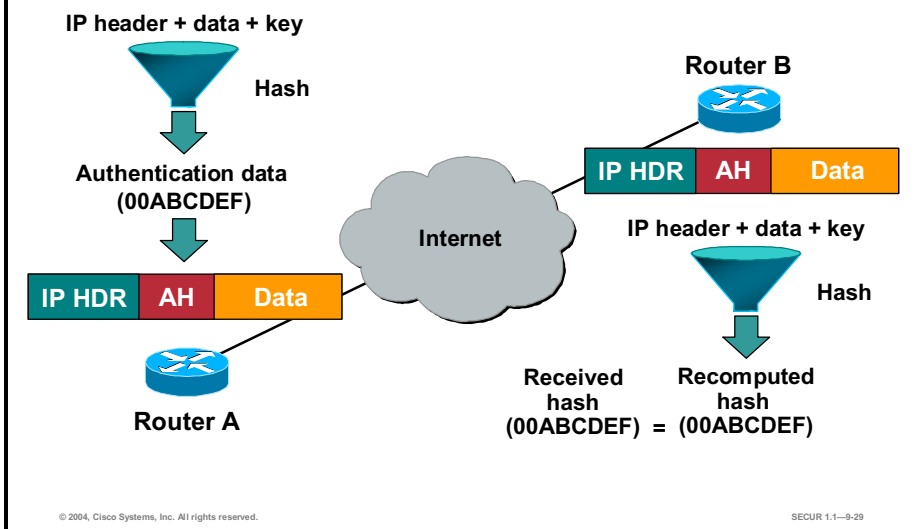 IP header + data + key
Hash
Authentication data
(00ABCDEF)
IP HDR AH Data
Router A
Internet
Router B
IP HDR AH Data
IP header + data + key
Hash
Received
hash
(00ABCDEF)
=
Recomputed
hash
(00ABCDEF)
© 2004, Cisco Systems, Inc. All rights reserved.
SECUR 1.1—9-29